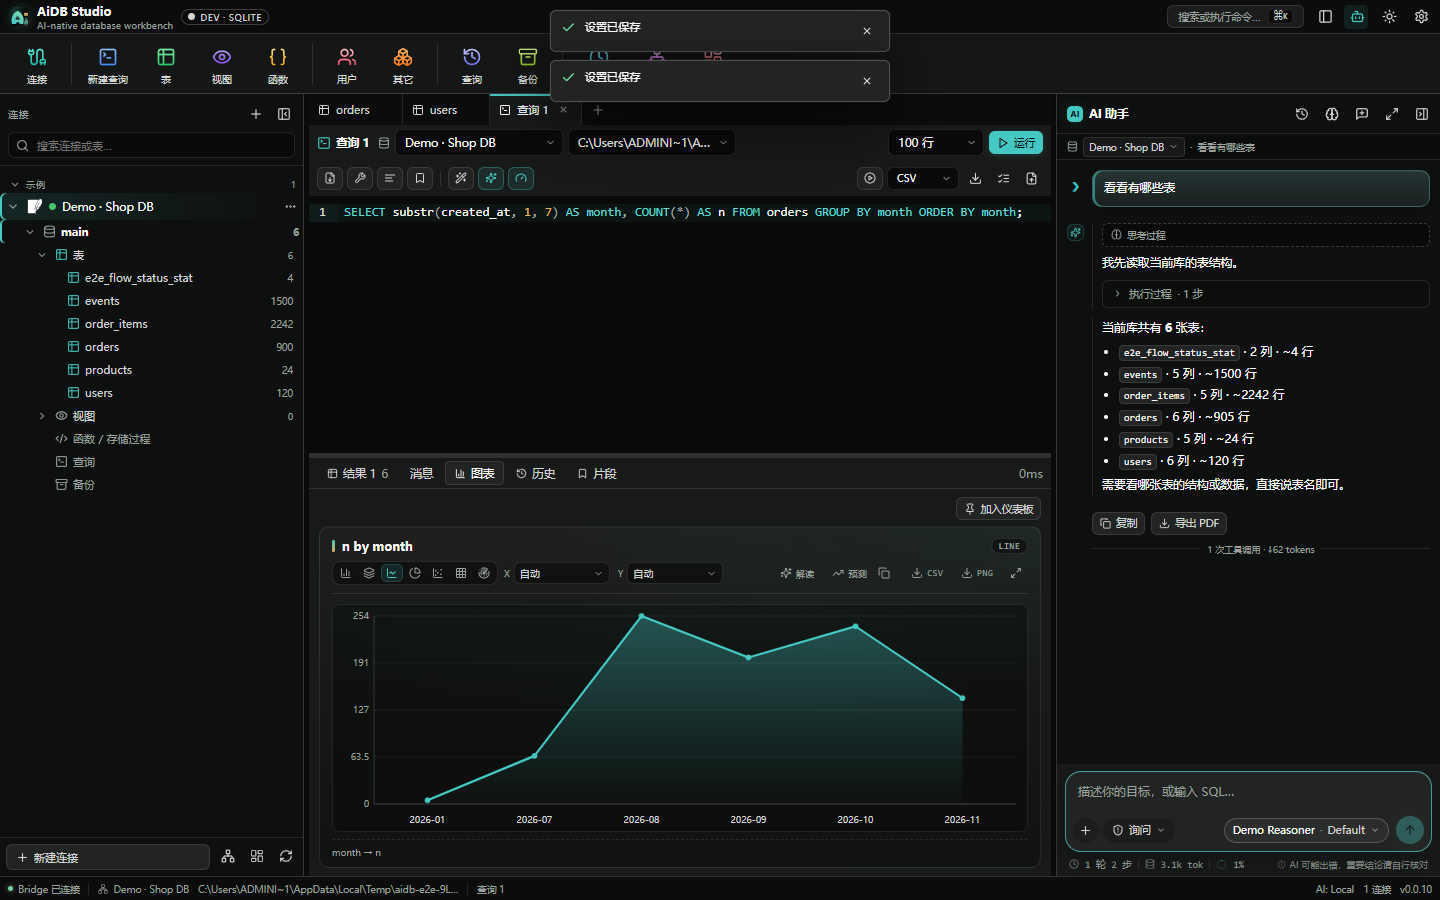 AiDB Studio
AI-native database workbench
DEV · SQLITE
设置已保存
设置已保存
搜索或执行命令...
⌘K
连接
新建查询
表
视图
函数
用户
其它
查询
备份
连接
搜索连接或表...
示例
1
Demo · Shop DB
main
6
表
6
e2e_flow_status_stat
4
events
1500
order_items
2242
orders
900
products
24
users
120
视图
0
函数 / 存储过程
查询
备份
新建连接
orders
users
查询 1
查询 1
Demo · Shop DB
C:\Users\ADMINI~1\A...
100 行
运行
CSV
1 SELECT substr(created_at, 1, 7) AS month, COUNT(*) AS n FROM orders GROUP BY month ORDER BY month;
结果 1 6
消息
图表
历史
片段
0ms
加入仪表板
n by month
LINE
X
自动
Y
自动
解读
预测
CSV
PNG
254
191
127
63.5
0
2026-01
2026-07
2026-08
2026-09
2026-10
2026-11
month → n
AI
AI 助手
Demo · Shop DB
· 看看有哪些表
看看有哪些表
思考过程
我先读取当前库的表结构。
执行过程 · 1 步
当前库共有 6 张表：
• e2e_flow_status_stat · 2 列 · ~4 行
• events · 5 列 · ~1500 行
• order_items · 5 列 · ~2242 行
• orders · 6 列 · ~905 行
• products · 5 列 · ~24 行
• users · 6 列 · ~120 行
需要看哪张表的结构或数据，直接说表名即可。
复制
导出 PDF
1 次工具调用 · ↓62 tokens
描述你的目标，或输入 SQL...
询问
Demo Reasoner · Default
1 轮 2 步
3.1k tok
1%
AI 可能出错，重要结论请自行核对
Bridge 已连接
Demo · Shop DB
C:\Users\ADMINI~1\AppData\Local\Temp\aidb-e2e-9L...
查询 1
AI: Local
1 连接
v0.0.10